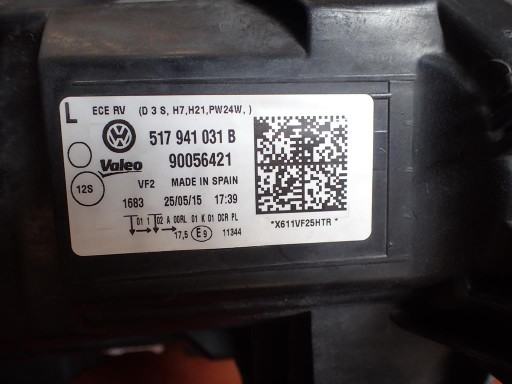 L ECE RV (D 3 S, H7,H21,PW24W, )
517 941 031 B
Valeo 90056421
12S VF2 MADE IN SPAIN
1683 25/05/15 17:39
01 1 02 A 00RL 01 K 01 DCR PL
17,5 E9 11344
*X611VF25HTR*